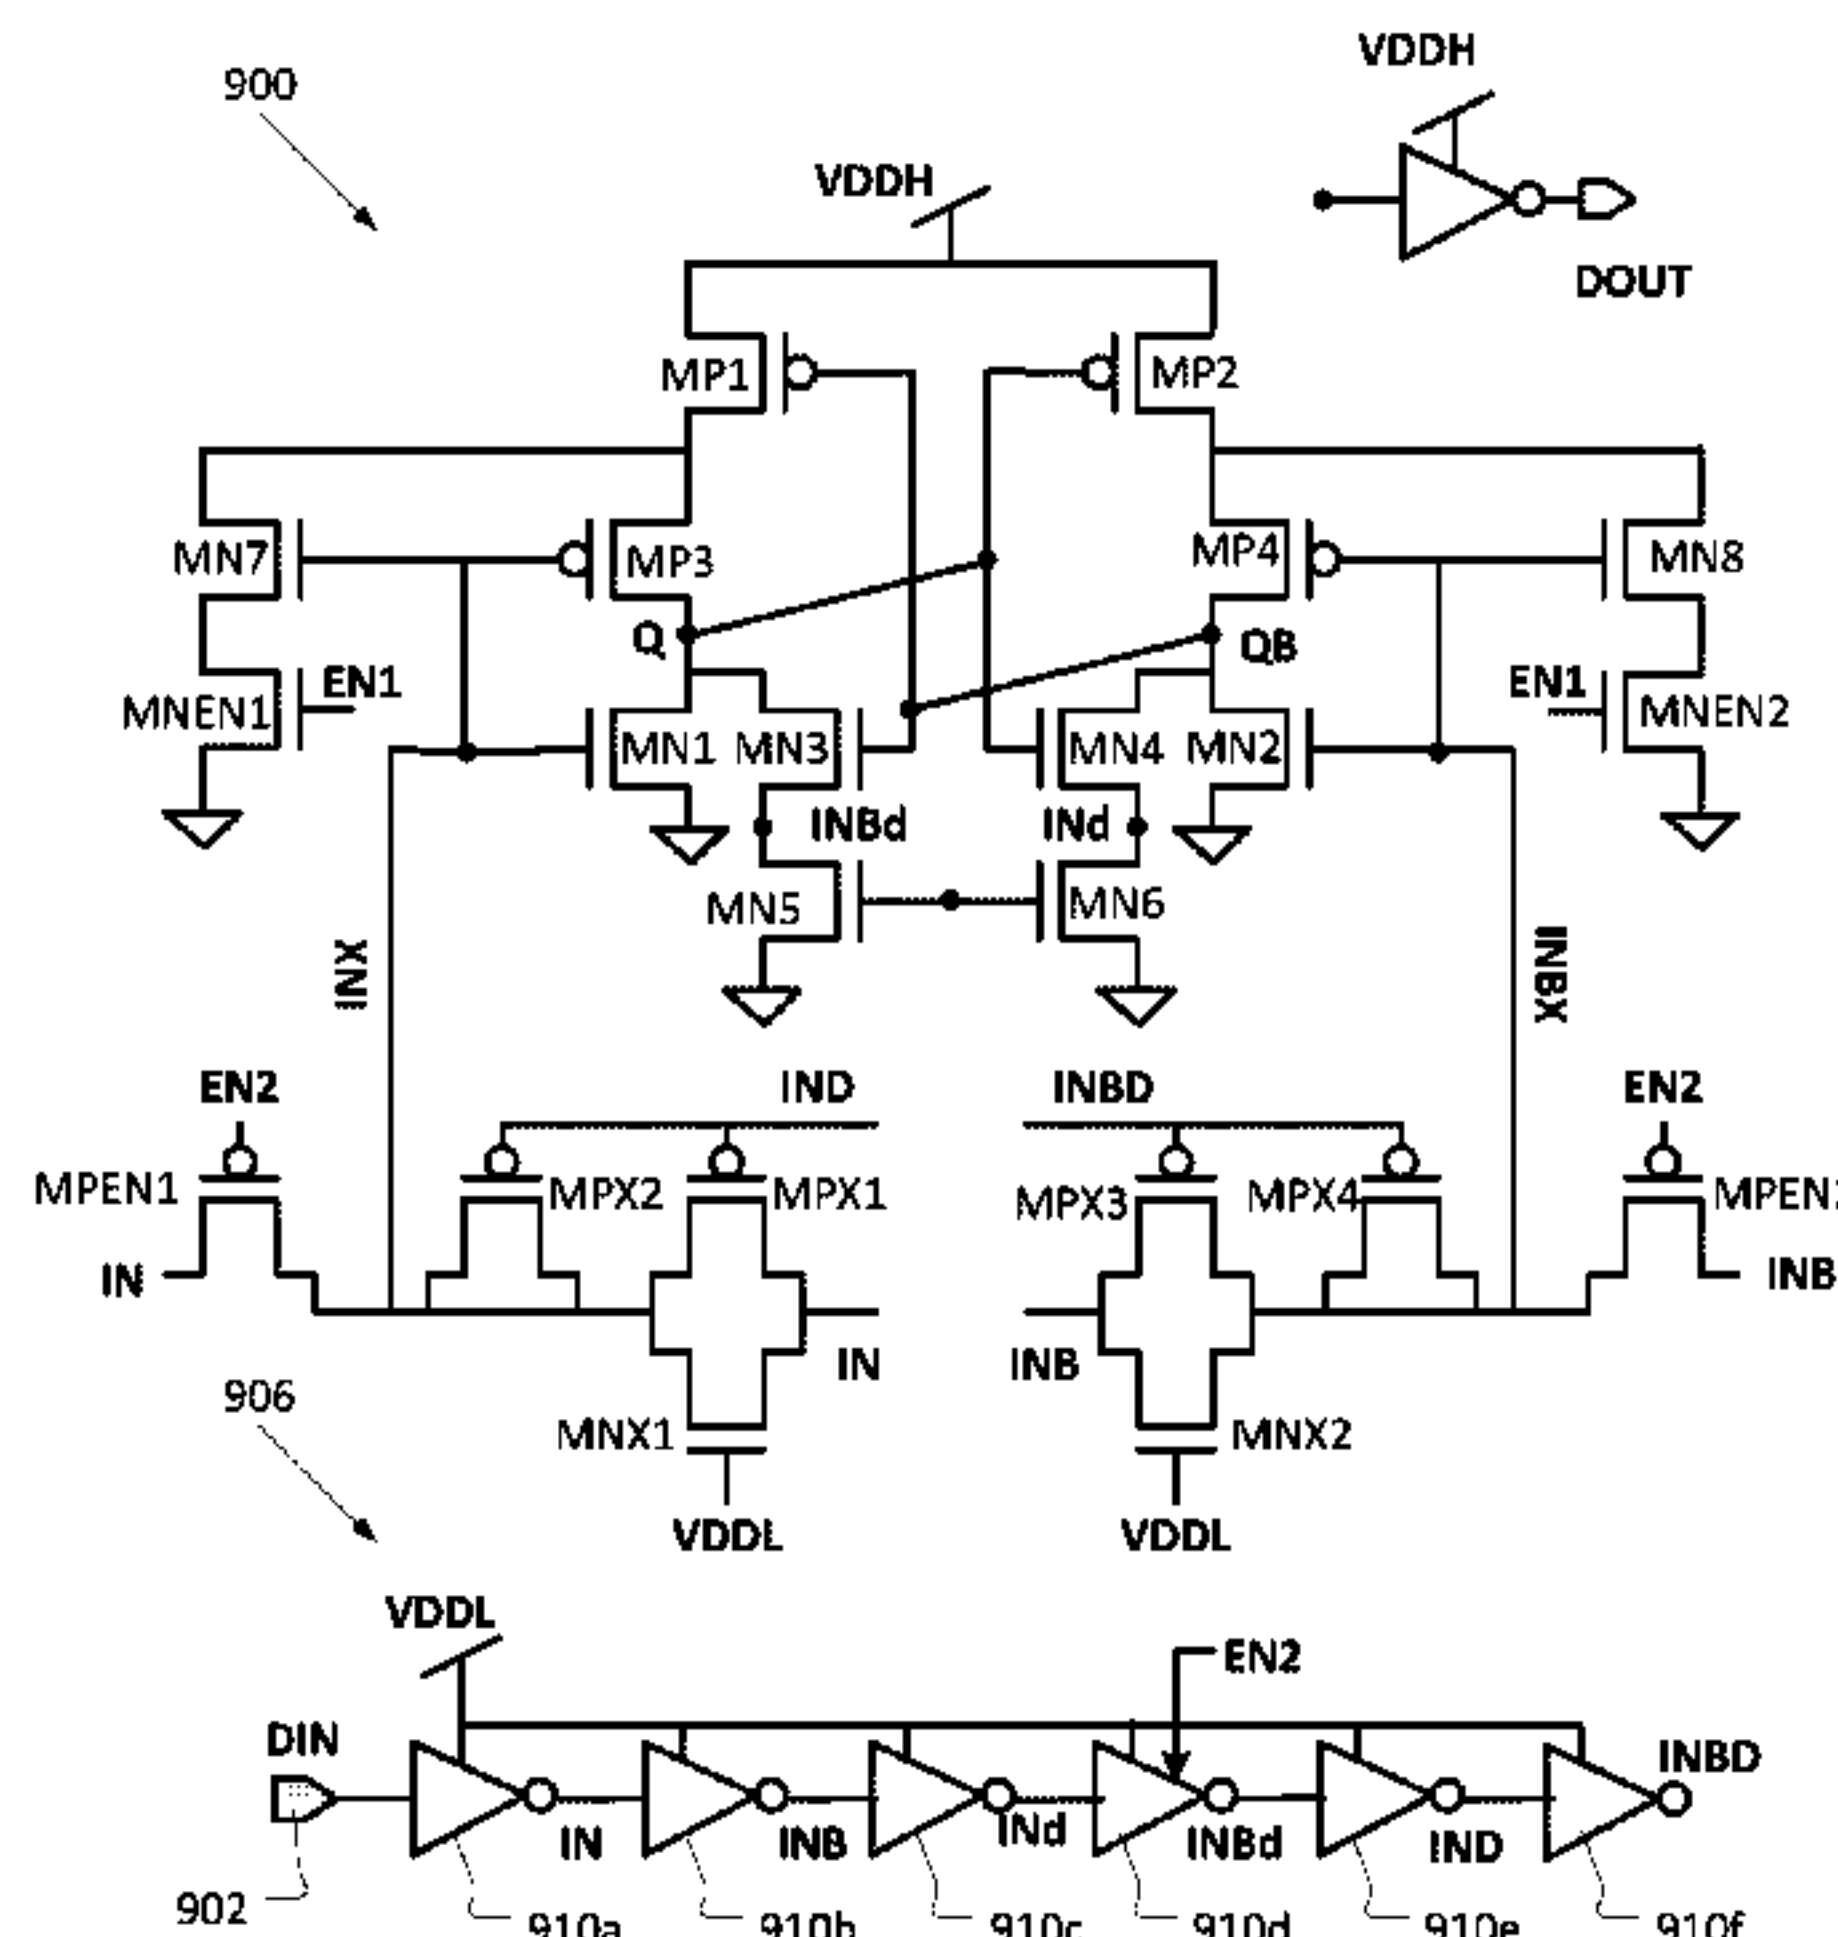 VDDH
900
VDDH
DOUT
MP1
MP2
MN7
MP3
MP4
MN8
Q
QB
EN1
EN1
MNEN1
MNEN2
MN1
MN3
MN4
MN2
INBd
INd
MN5
MN6
INX
INBX
EN2
IND
INBD
EN2
MPEN1
MPX2
MPX1
MPX3
MPX4
IN
INB
IN
INB
906
MNX1
MNX2
VDDL
VDDL
VDDL
EN2
DIN
INBD
IN
INB
INd
INBd
IND
902
910a
910b
910c
910d
910e
910f